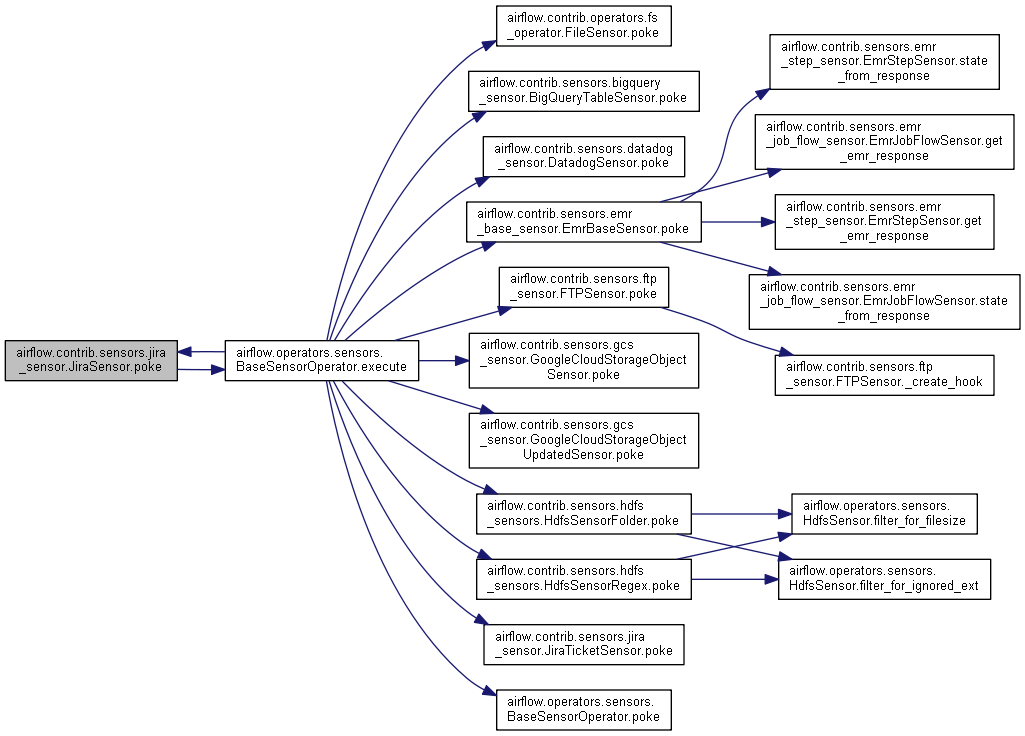 airflow.contrib.sensors.jira
_sensor.JiraSensor.poke
airflow.operators.sensors.
BaseSensorOperator.execute
airflow.contrib.operators.fs
_operator.FileSensor.poke
airflow.contrib.sensors.bigquery
_sensor.BigQueryTableSensor.poke
airflow.contrib.sensors.datadog
_sensor.DatadogSensor.poke
airflow.contrib.sensors.emr
_base_sensor.EmrBaseSensor.poke
airflow.contrib.sensors.ftp
_sensor.FTPSensor.poke
airflow.contrib.sensors.gcs
_sensor.GoogleCloudStorageObject
Sensor.poke
airflow.contrib.sensors.gcs
_sensor.GoogleCloudStorageObject
UpdatedSensor.poke
airflow.contrib.sensors.hdfs
_sensors.HdfsSensorFolder.poke
airflow.contrib.sensors.hdfs
_sensors.HdfsSensorRegex.poke
airflow.contrib.sensors.jira
_sensor.JiraTicketSensor.poke
airflow.operators.sensors.
BaseSensorOperator.poke
airflow.contrib.sensors.emr
_step_sensor.EmrStepSensor.state
_from_response
airflow.contrib.sensors.emr
_job_flow_sensor.EmrJobFlowSensor.get
_emr_response
airflow.contrib.sensors.emr
_step_sensor.EmrStepSensor.get
_emr_response
airflow.contrib.sensors.emr
_job_flow_sensor.EmrJobFlowSensor.state
_from_response
airflow.contrib.sensors.ftp
_sensor.FTPSensor._create_hook
airflow.operators.sensors.
HdfsSensor.filter_for_filesize
airflow.operators.sensors.
HdfsSensor.filter_for_ignored_ext